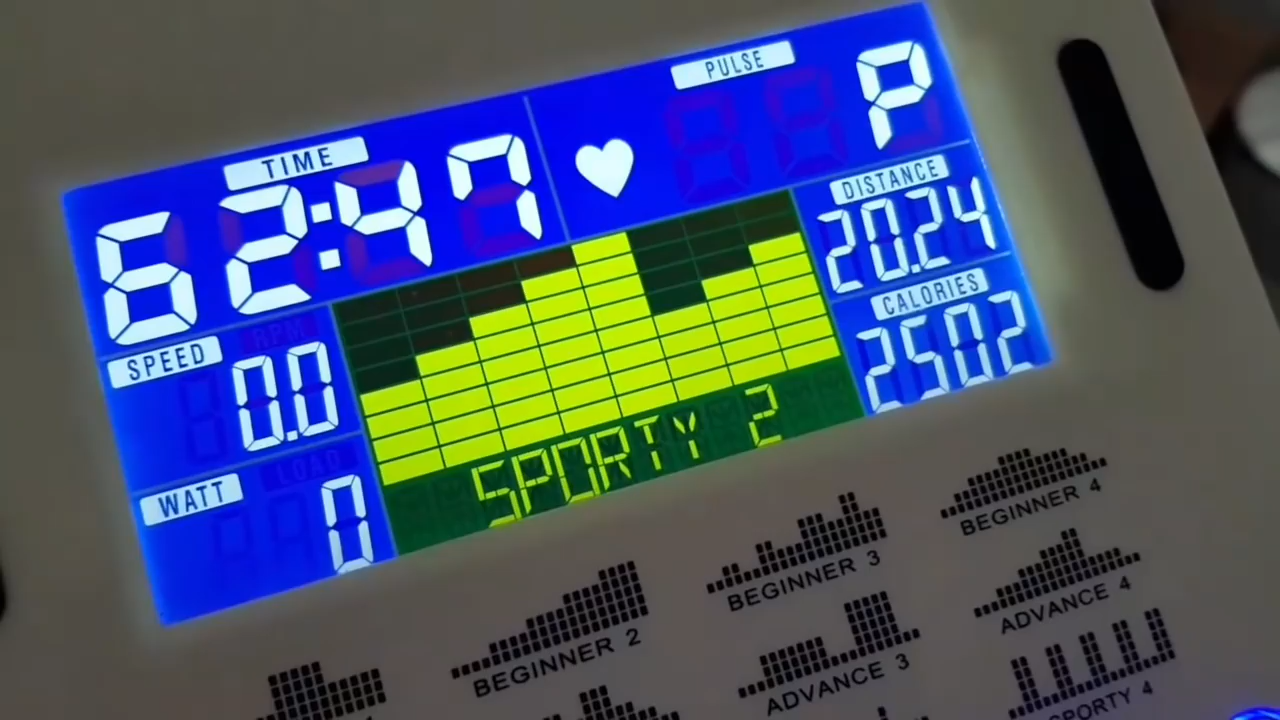 TIME
62:47
PULSE
P
DISTANCE
20.24
SPEED
0.0
CALORIES
2502
WATT
0
SPORTY 2
BEGINNER 4
BEGINNER 3
BEGINNER 2
ADVANCE 4
ADVANCE 3
SPORTY 4